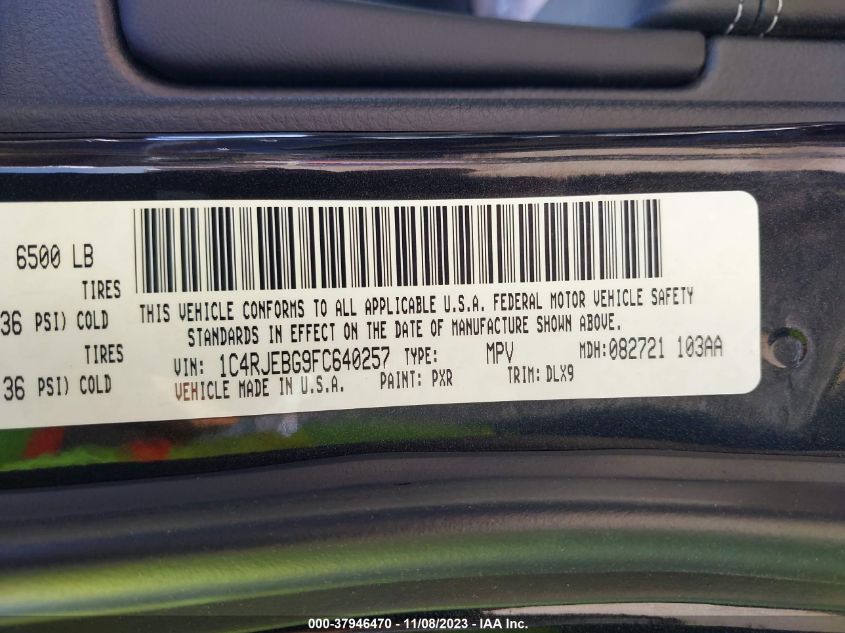 6500 LB
TIRES
36 PSI) COLD
TIRES
36 PSI) COLD
THIS VEHICLE CONFORMS TO ALL APPLICABLE U.S.A. FEDERAL MOTOR VEHICLE SAFETY
STANDARDS IN EFFECT ON THE DATE OF MANUFACTURE SHOWN ABOVE.
VIN: 1C4RJEBG9FC640257 TYPE: MPV MDH:082721 103AA
VEHICLE MADE IN U.S.A. PAINT: PXR TRIM: DLX9
000-37946470 - 11/08/2023 - IAA Inc.